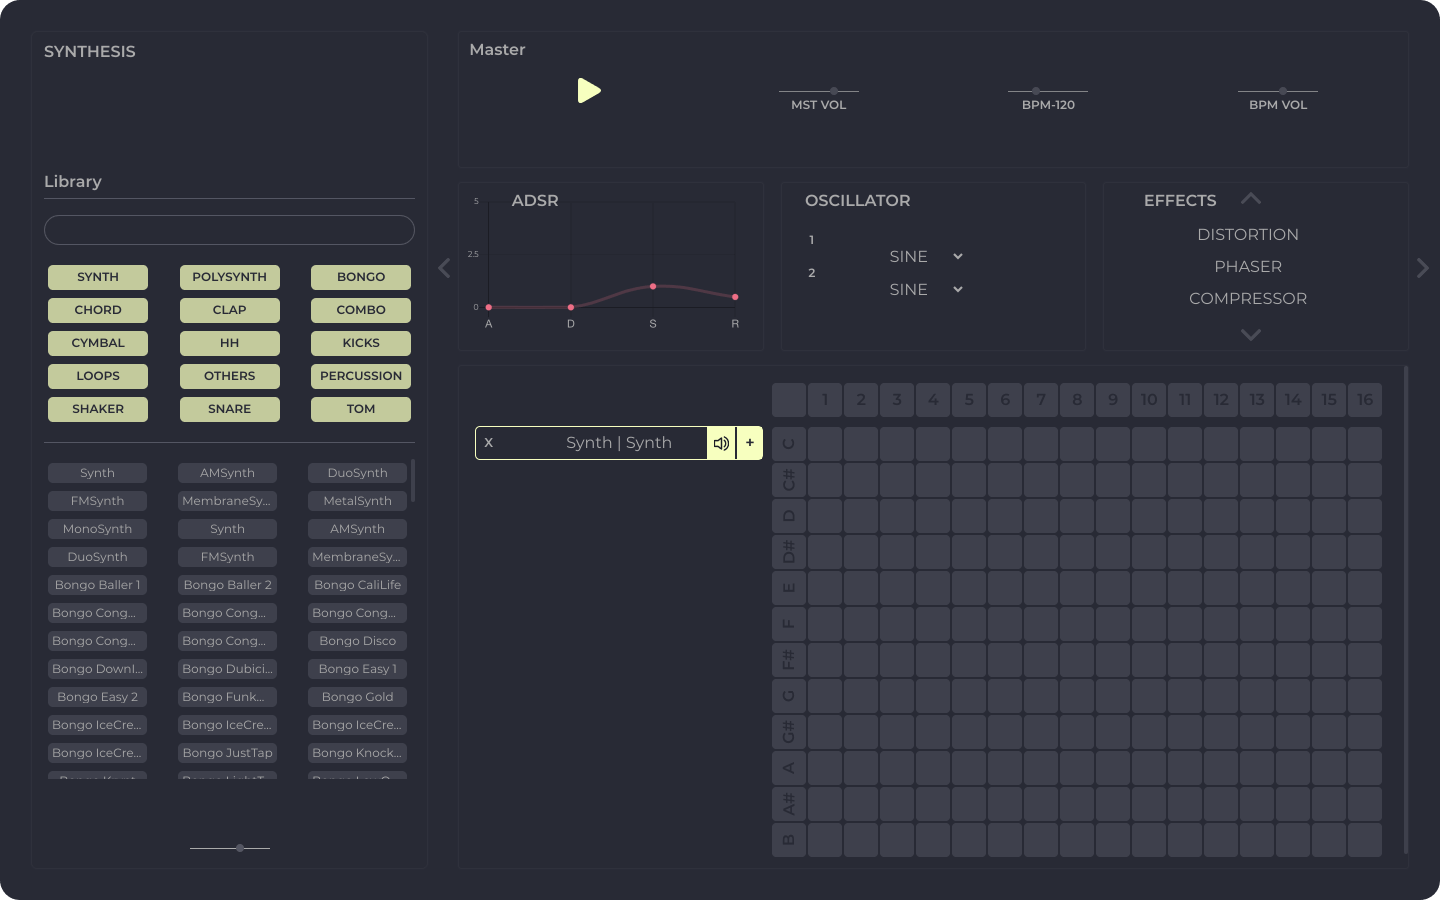 SYNTHESIS
Library
SYNTH POLYSYNTH BONGO
CHORD CLAP COMBO
CYMBAL HH KICKS
LOOPS OTHERS PERCUSSION
SHAKER SNARE TOM
Synth AMSynth DuoSynth
FMSynth MembraneSy... MetalSynth
MonoSynth Synth AMSynth
DuoSynth FMSynth MembraneSy...
Bongo Baller 1 Bongo Baller 2 Bongo CaliLife
Bongo Cong... Bongo Cong... Bongo Cong...
Bongo Cong... Bongo Cong... Bongo Disco
Bongo Downl... Bongo Dubici... Bongo Easy 1
Bongo Easy 2 Bongo Funk... Bongo Gold
Bongo IceCre... Bongo IceCre... Bongo IceCre...
Bongo IceCre... Bongo JustTap Bongo Knock...
Master
MST VOL BPM-120 BPM VOL
ADSR
5
2.5
0
A D S R
OSCILLATOR
1
SINE
2
SINE
EFFECTS
DISTORTION
PHASER
COMPRESSOR
X Synth | Synth +
1 2 3 4 5 6 7 8 9 10 11 12 13 14 15 16
C
C#
D
D#
E
F
F#
G
G#
A
A#
B